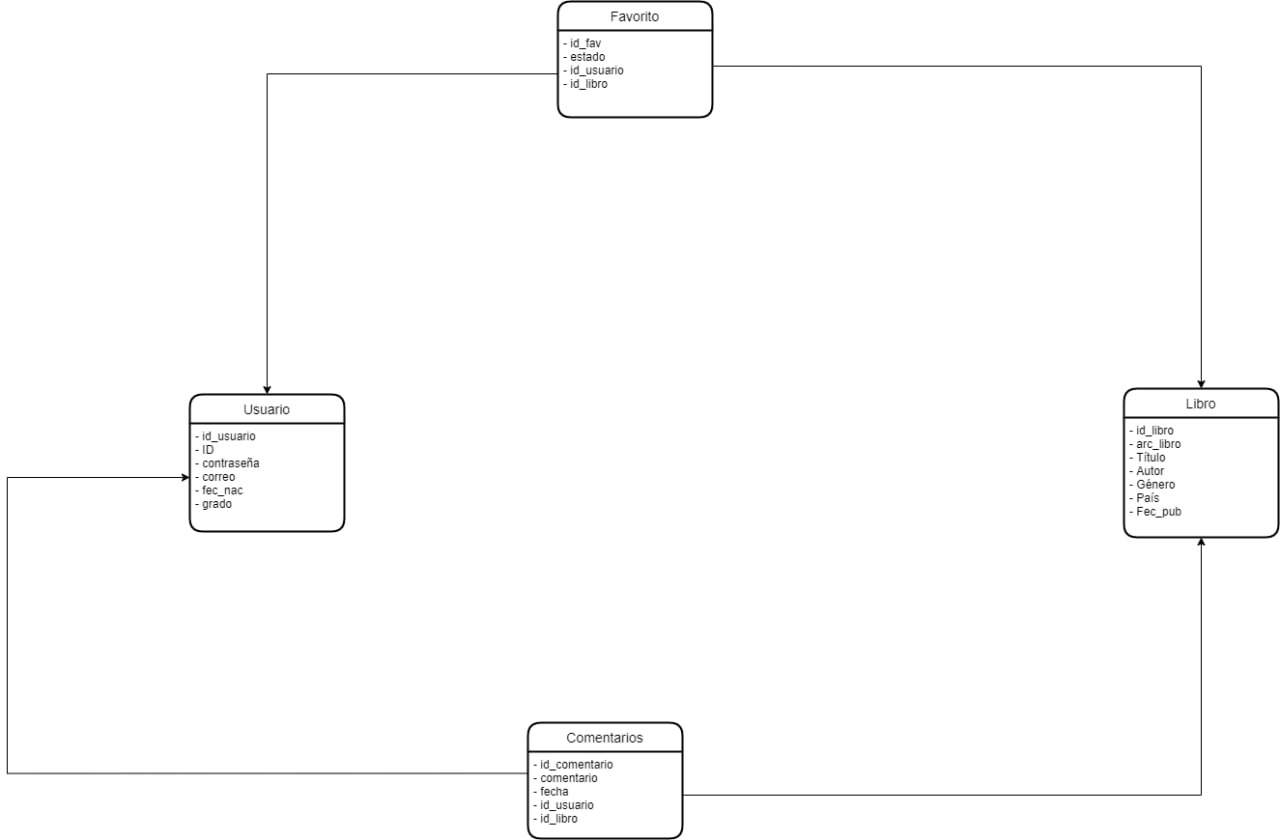 Favorito
- id_fav
- estado
- id_usuario
- id_libro
Usuario
- id_usuario
- ID
- contraseña
- correo
- fec_nac
- grado
Libro
- id_libro
- arc_libro
- Título
- Autor
- Género
- País
- Fec_pub
Comentarios
- id_comentario
- comentario
- fecha
- id_usuario
- id_libro